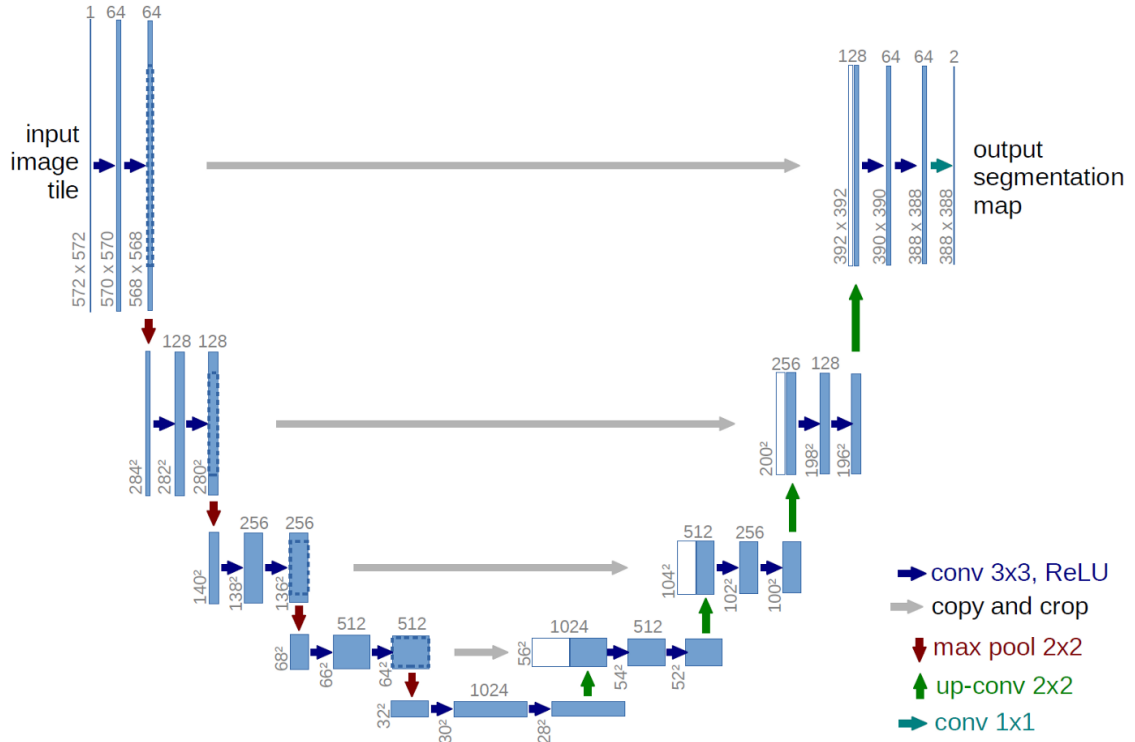 1 64 64
128
64 64 2
input
image
tile
output
segmentation
map
572 x 572
570 x 570
568 x 568
392 x 392
390 x 390
388 x 388
388 x 388
128 128
256 128
284²
282²
280²
200²
198²
196²
256 256
512 256
140²
138²
136²
104²
102²
100²
512 512
1024 512
68²
66²
64²
56²
54²
52²
1024
32²
30²
28²
conv 3x3, ReLU
copy and crop
max pool 2x2
up-conv 2x2
conv 1x1